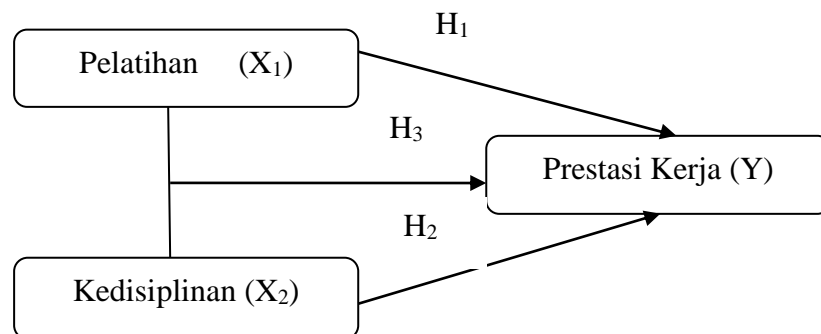 H₁
Pelatihan (X₁)
H₃
Prestasi Kerja (Y)
H₂
Kedisiplinan (X₂)